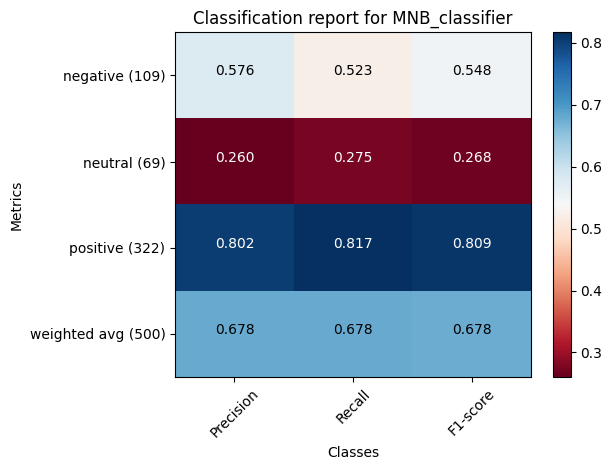 Classification report for MNB_classifier
negative (109) 0.576 0.523 0.548
neutral (69) 0.260 0.275 0.268
positive (322) 0.802 0.817 0.809
weighted avg (500) 0.678 0.678 0.678
Precision Recall F1-score
Classes
Metrics
0.8
0.7
0.6
0.5
0.4
0.3